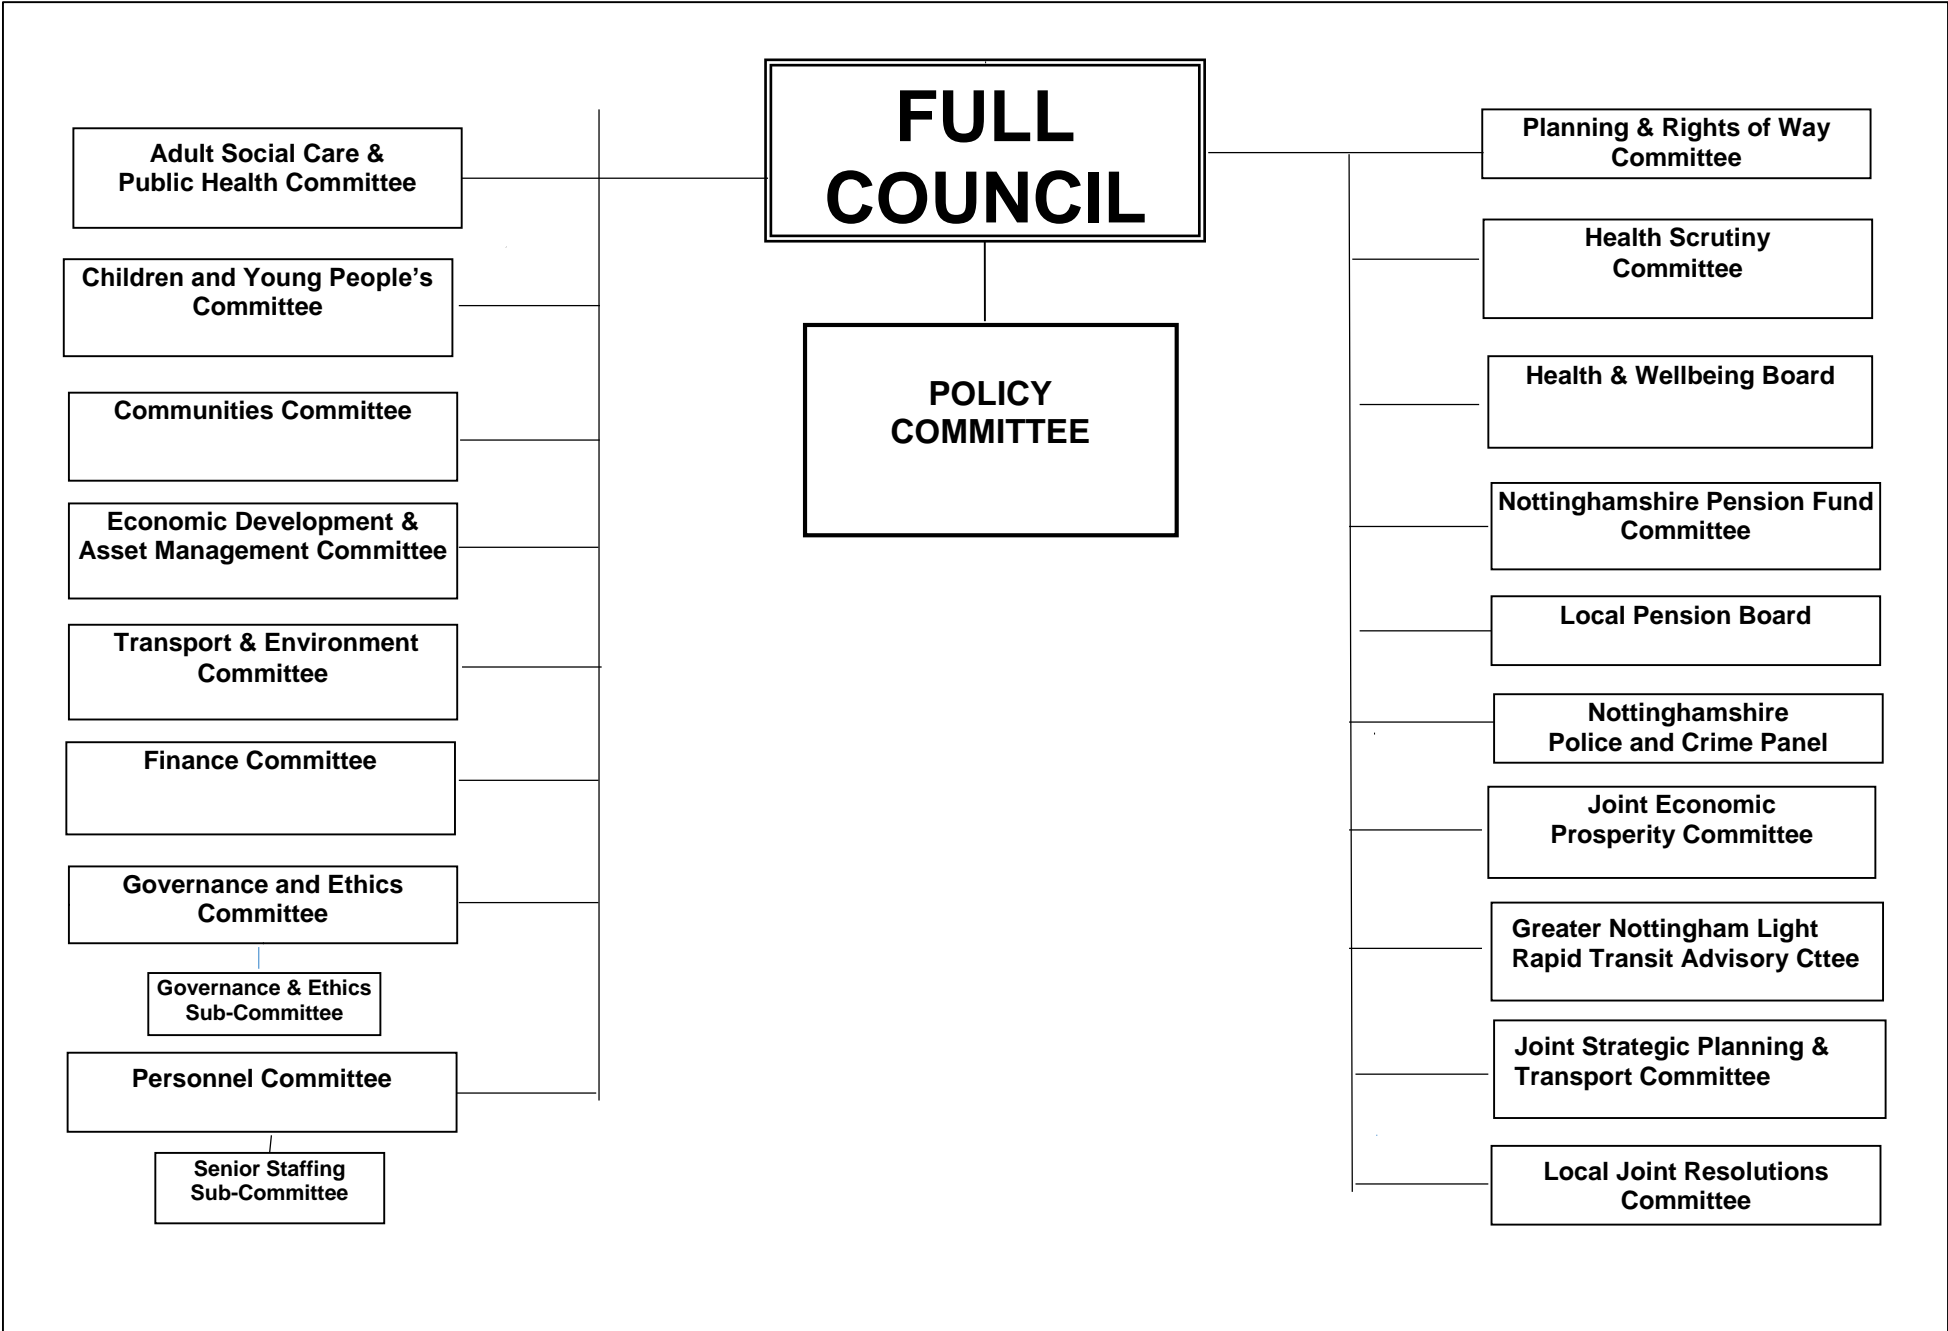 FULL
COUNCIL
POLICY
COMMITTEE
Adult Social Care &
Public Health Committee
Children and Young People’s
Committee
Communities Committee
Economic Development &
Asset Management Committee
Transport & Environment
Committee
Finance Committee
Governance and Ethics
Committee
Governance & Ethics
Sub-Committee
Personnel Committee
Senior Staffing
Sub-Committee
Planning & Rights of Way
Committee
Health Scrutiny
Committee
Health & Wellbeing Board
Nottinghamshire Pension Fund
Committee
Local Pension Board
Nottinghamshire
Police and Crime Panel
Joint Economic
Prosperity Committee
Greater Nottingham Light
Rapid Transit Advisory Cttee
Joint Strategic Planning &
Transport Committee
Local Joint Resolutions
Committee